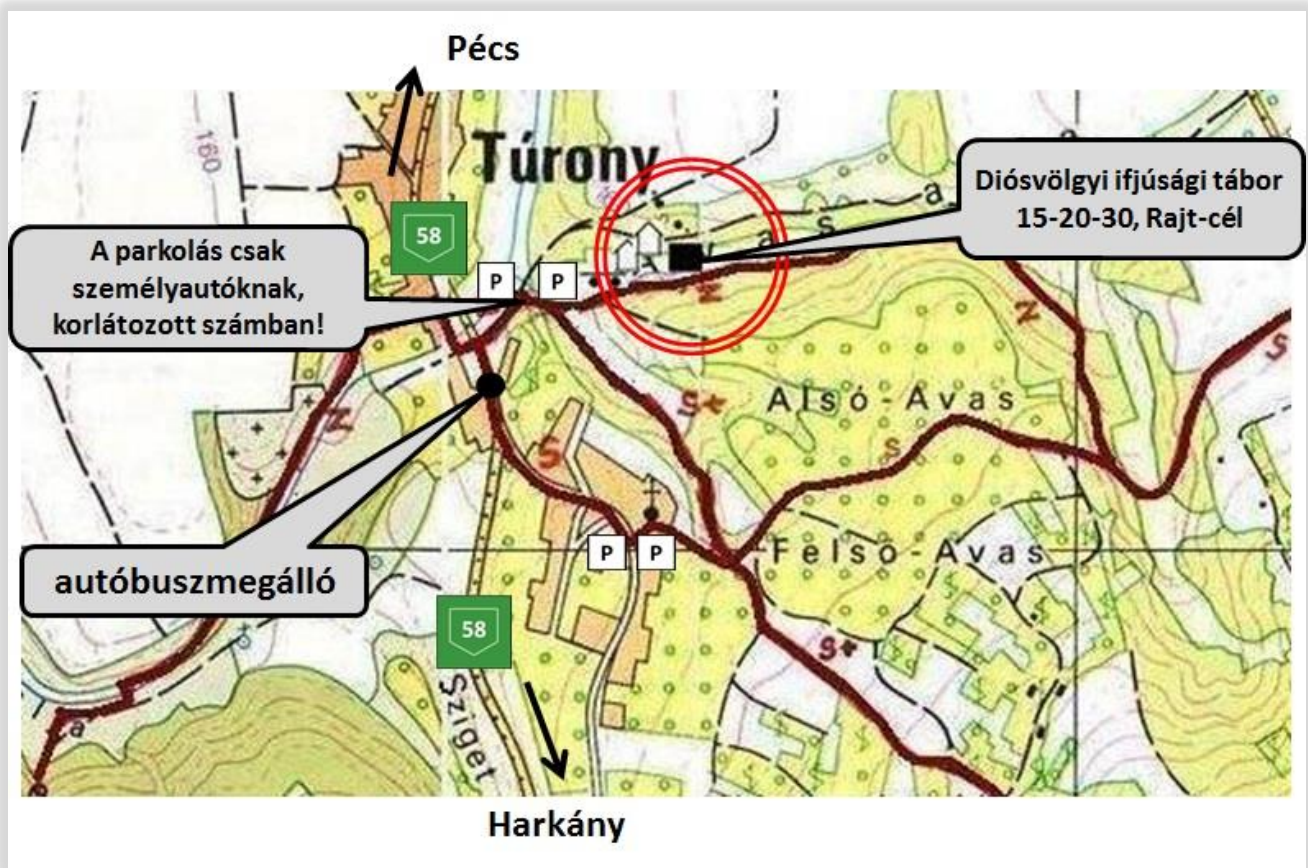 Pécs
160
Túrony
58
Diósvölgyi ifjúsági tábor
15-20-30, Rajt-cél
a
s
a
A parkolás csak
személyautóknak,
korlátozott számban!
P
P
Z
Z
S
Z
S+
Alsó-Avas
S
S
autóbuszmegálló
P
P
Felső-Avas
58
S+
Sziget
a
Harkány